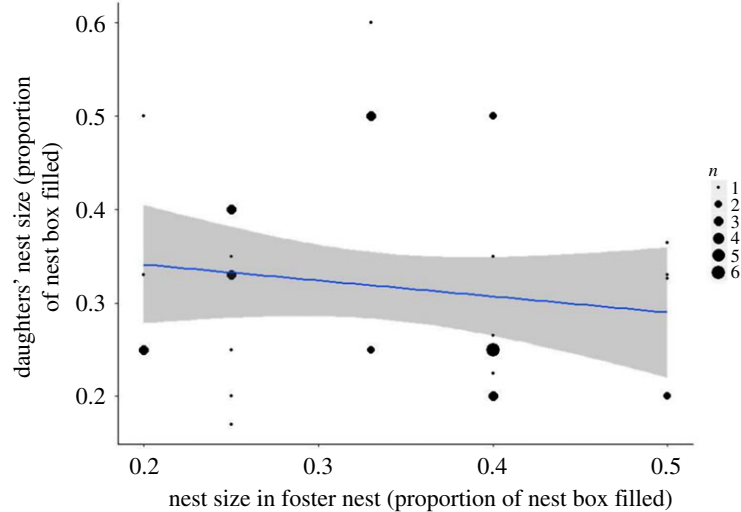 daughters' nest size (proportion
of nest box filled)
0.6
0.5
0.4
0.3
0.2
0.2 0.3 0.4 0.5
nest size in foster nest (proportion of nest box filled)
n
1
2
3
4
5
6